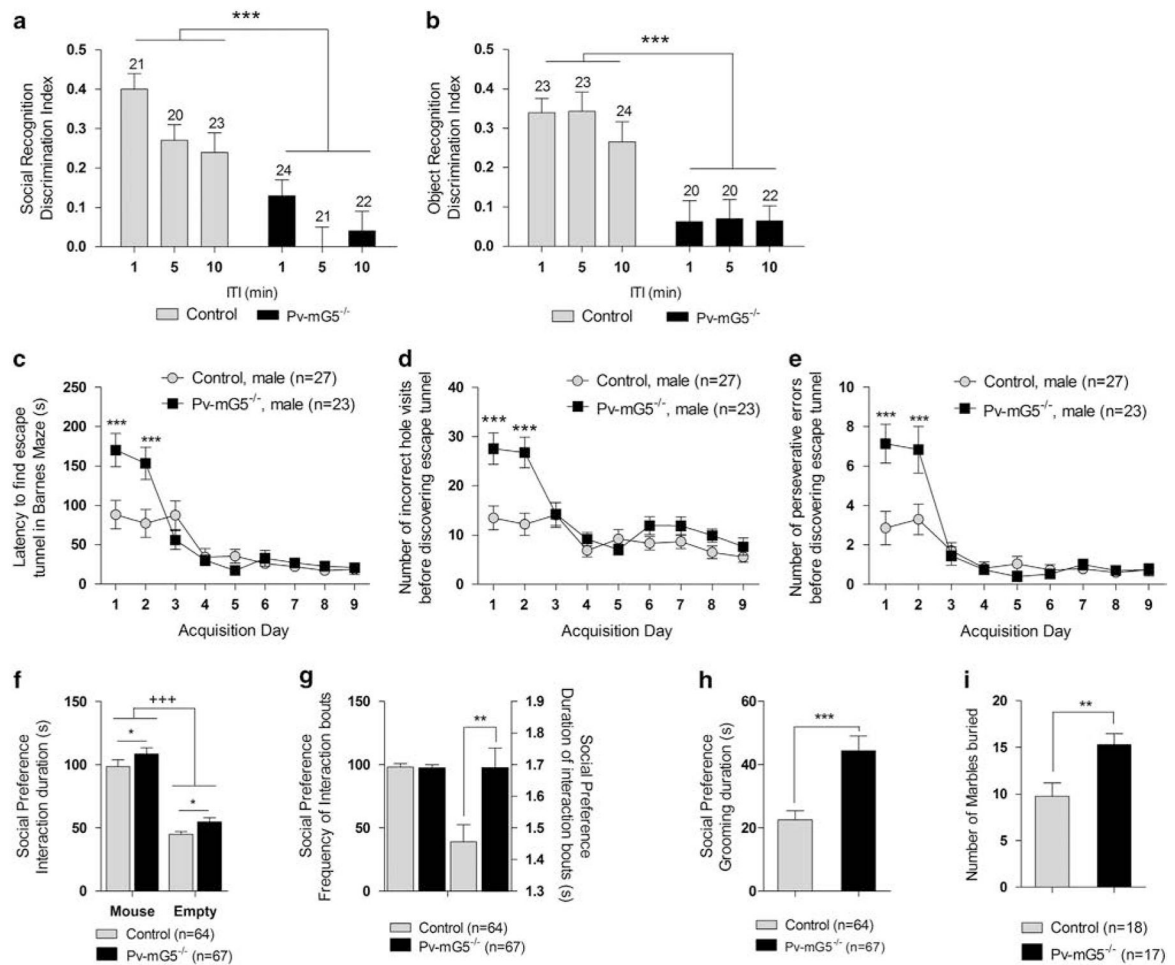 a
***
Social Recognition
Discrimination Index
0.5
0.4
0.3
0.2
0.1
0.0
21
20
23
24
21
22
1 5 10 1 5 10
ITI (min)
Control Pv-mG5-/-
b
***
Object Recognition
Discrimination Index
0.5
0.4
0.3
0.2
0.1
0.0
23
23
24
20
20
22
1 5 10 1 5 10
ITI (min)
Control Pv-mG5-/-
c
Control, male (n=27)
Pv-mG5-/-, male (n=23)
Latency to find escape
tunnel in Barnes Maze (s)
250
200
150
100
50
0
***
***
1 2 3 4 5 6 7 8 9
Acquisition Day
d
Control, male (n=27)
Pv-mG5-/-, male (n=23)
Number of incorrect hole visits
before discovering escape tunnel
40
30
20
10
0
*** ***
1 2 3 4 5 6 7 8 9
Acquisition Day
e
Control, male (n=27)
Pv-mG5-/-, male (n=23)
Number of perseverative errors
before discovering escape tunnel
10
8
6
4
2
0
*** ***
1 2 3 4 5 6 7 8 9
Acquisition Day
f
Social Preference
Interaction duration (s)
150
100
50
0
+++
*
*
Mouse Empty
Control (n=64)
Pv-mG5-/- (n=67)
g
Social Preference
Frequency of Interaction bouts
150
100
50
0
**
1.9
1.8
1.7
1.6
1.5
1.4
1.3
Social Preference
Duration of interaction bouts (s)
Control (n=64)
Pv-mG5-/- (n=67)
h
Social Preference
Grooming duration (s)
60
40
20
0
***
Control (n=64)
Pv-mG5-/- (n=67)
i
Number of Marbles buried
20
15
10
5
0
**
Control (n=18)
Pv-mG5-/- (n=17)